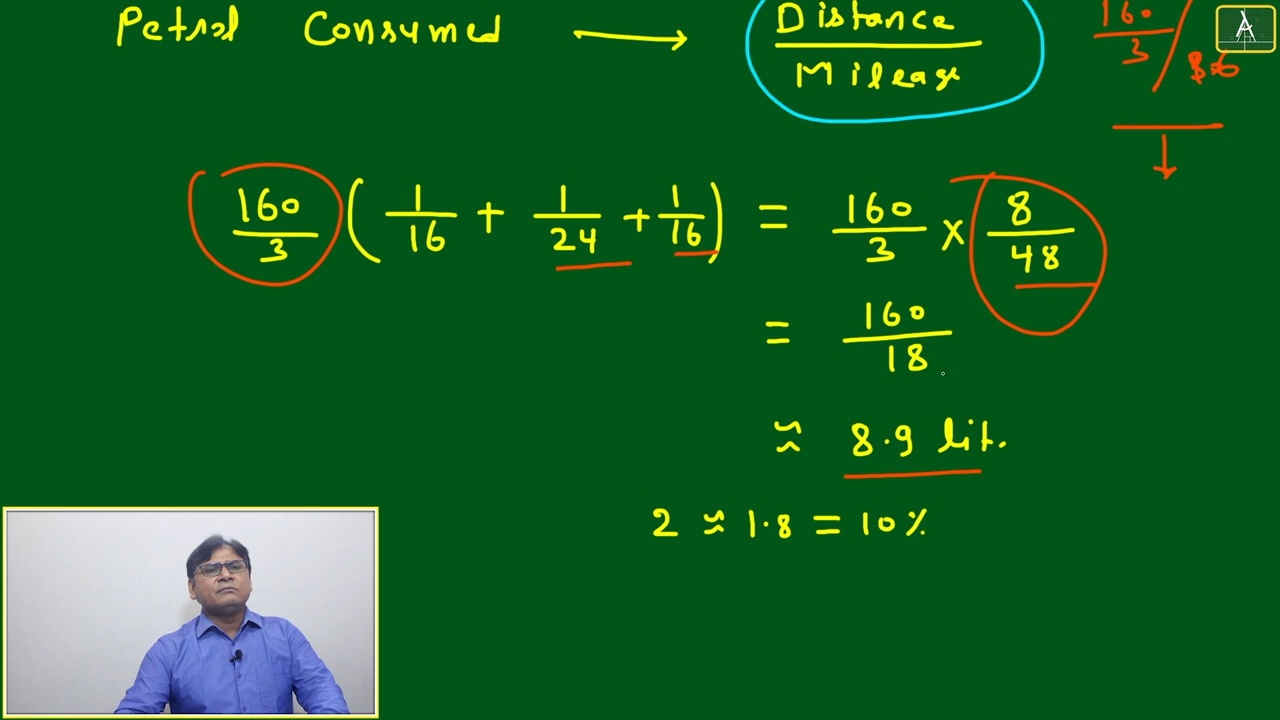 Petrol Consumed → Distance / Mileage
160/3 /
160/3 (1/16 + 1/24 + 1/16) = 160/3 × 8/48
= 160/18
≈ 8.9 lit.
2 ≈ 1.8 = 10%